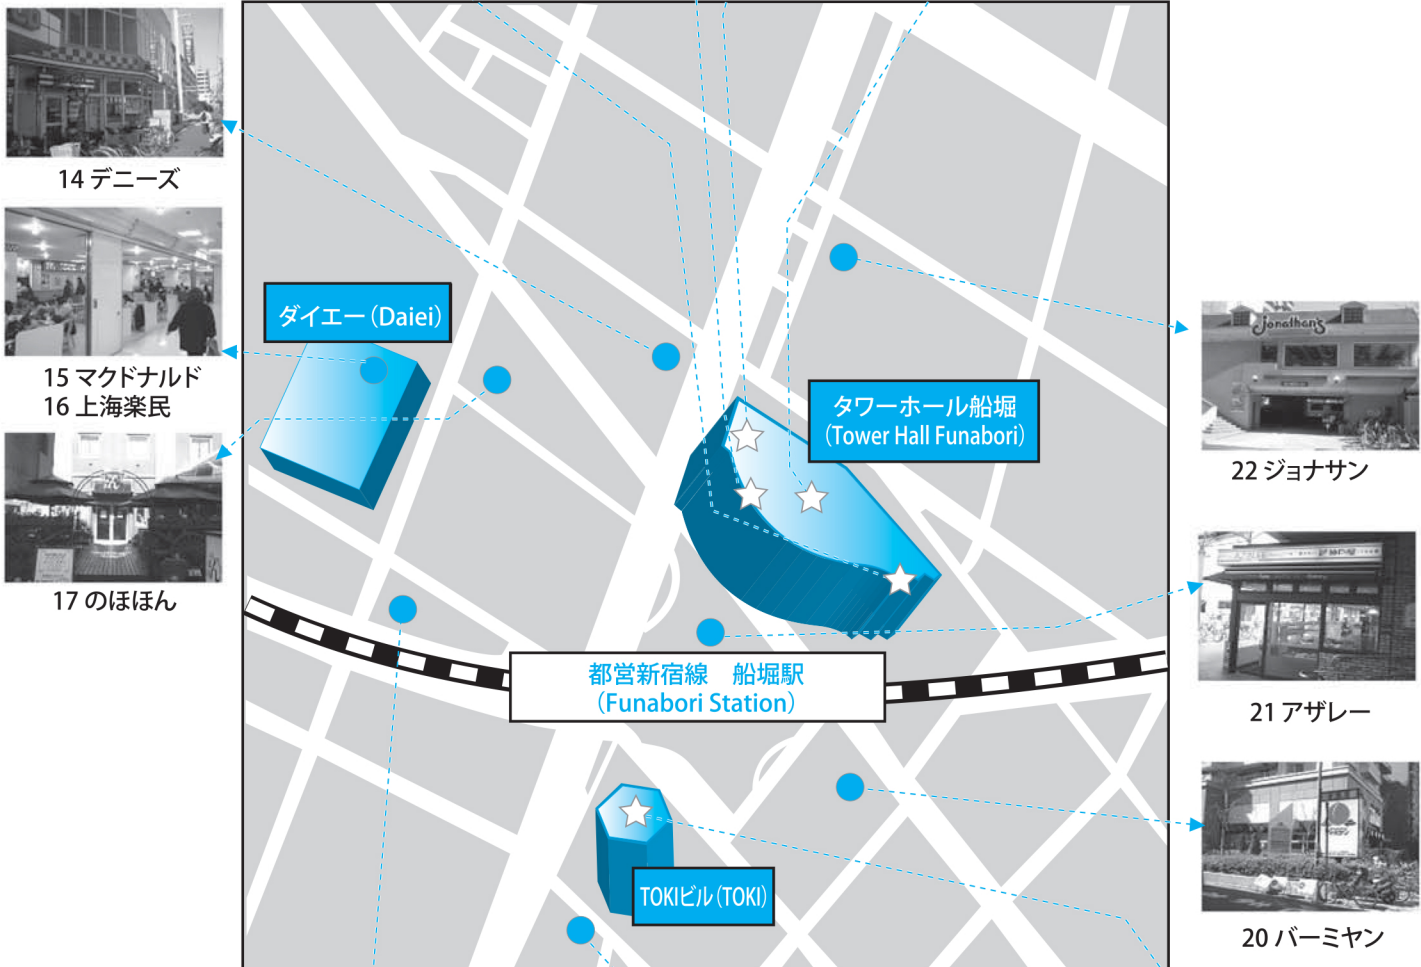 14 デニーズ
15 マクドナルド
16 上海楽民
17 のほほん
ダイエー(Daiei)
タワーホール船堀
(Tower Hall Funabori)
都営新宿線　船堀駅
(Funabori Station)
TOKIビル(TOKI)
Jonathan's
22 ジョナサン
21 アザレー
20 バーミヤン